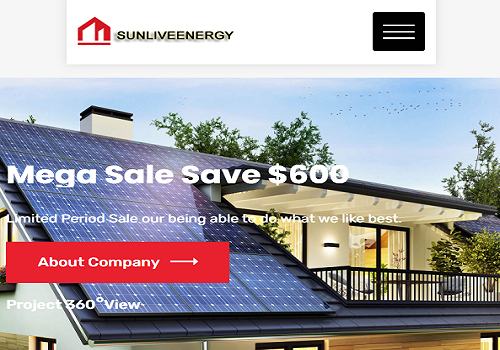 SUNLIVEENERGY
Mega Sale Save $600
Limited Period Sale our being able to do what we like best.
About Company
Project 360°View